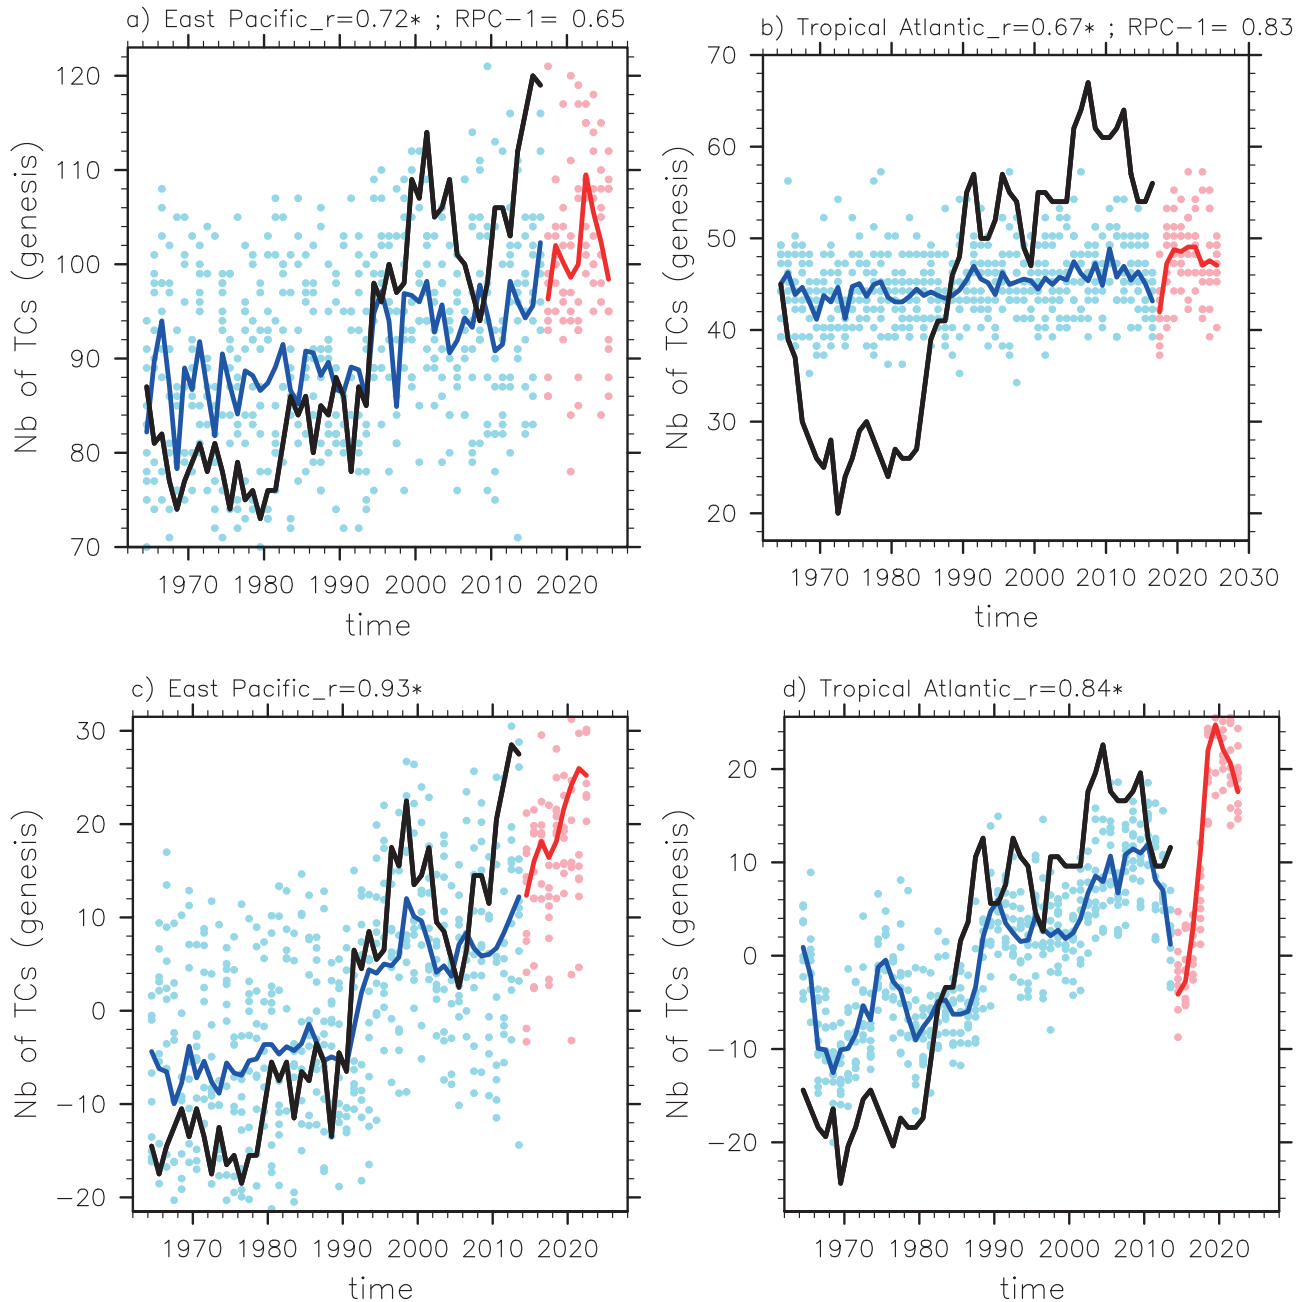 a) East Pacific_r=0.72* ; RPC-1= 0.65
120
110
100
90
80
70
Nb of TCs (genesis)
1970 1980 1990 2000 2010 2020
time
b) Tropical Atlantic_r=0.67* ; RPC-1= 0.83
70
60
50
40
30
20
Nb of TCs (genesis)
1970 1980 1990 2000 2010 2020 2030
time
c) East Pacific_r=0.93*
30
20
10
0
-10
-20
Nb of TCs (genesis)
1970 1980 1990 2000 2010 2020
time
d) Tropical Atlantic_r=0.84*
20
10
0
-10
-20
Nb of TCs (genesis)
1970 1980 1990 2000 2010 2020
time